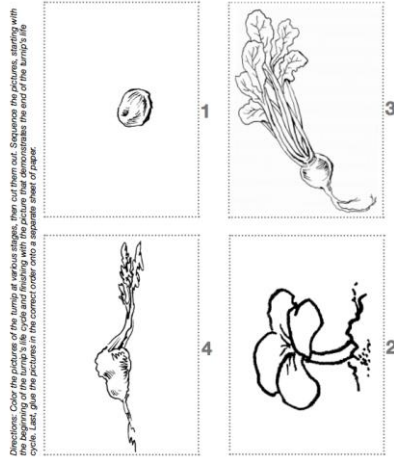 Directions: Color the pictures of the turnip at various stages, then cut them out. Sequence the pictures, starting with
the beginning of the turnip's life cycle and finishing with the picture that demonstrates the end of the turnip's life
cycle. Last, glue the pictures in the correct order onto a separate sheet of paper.
1
3
4
2